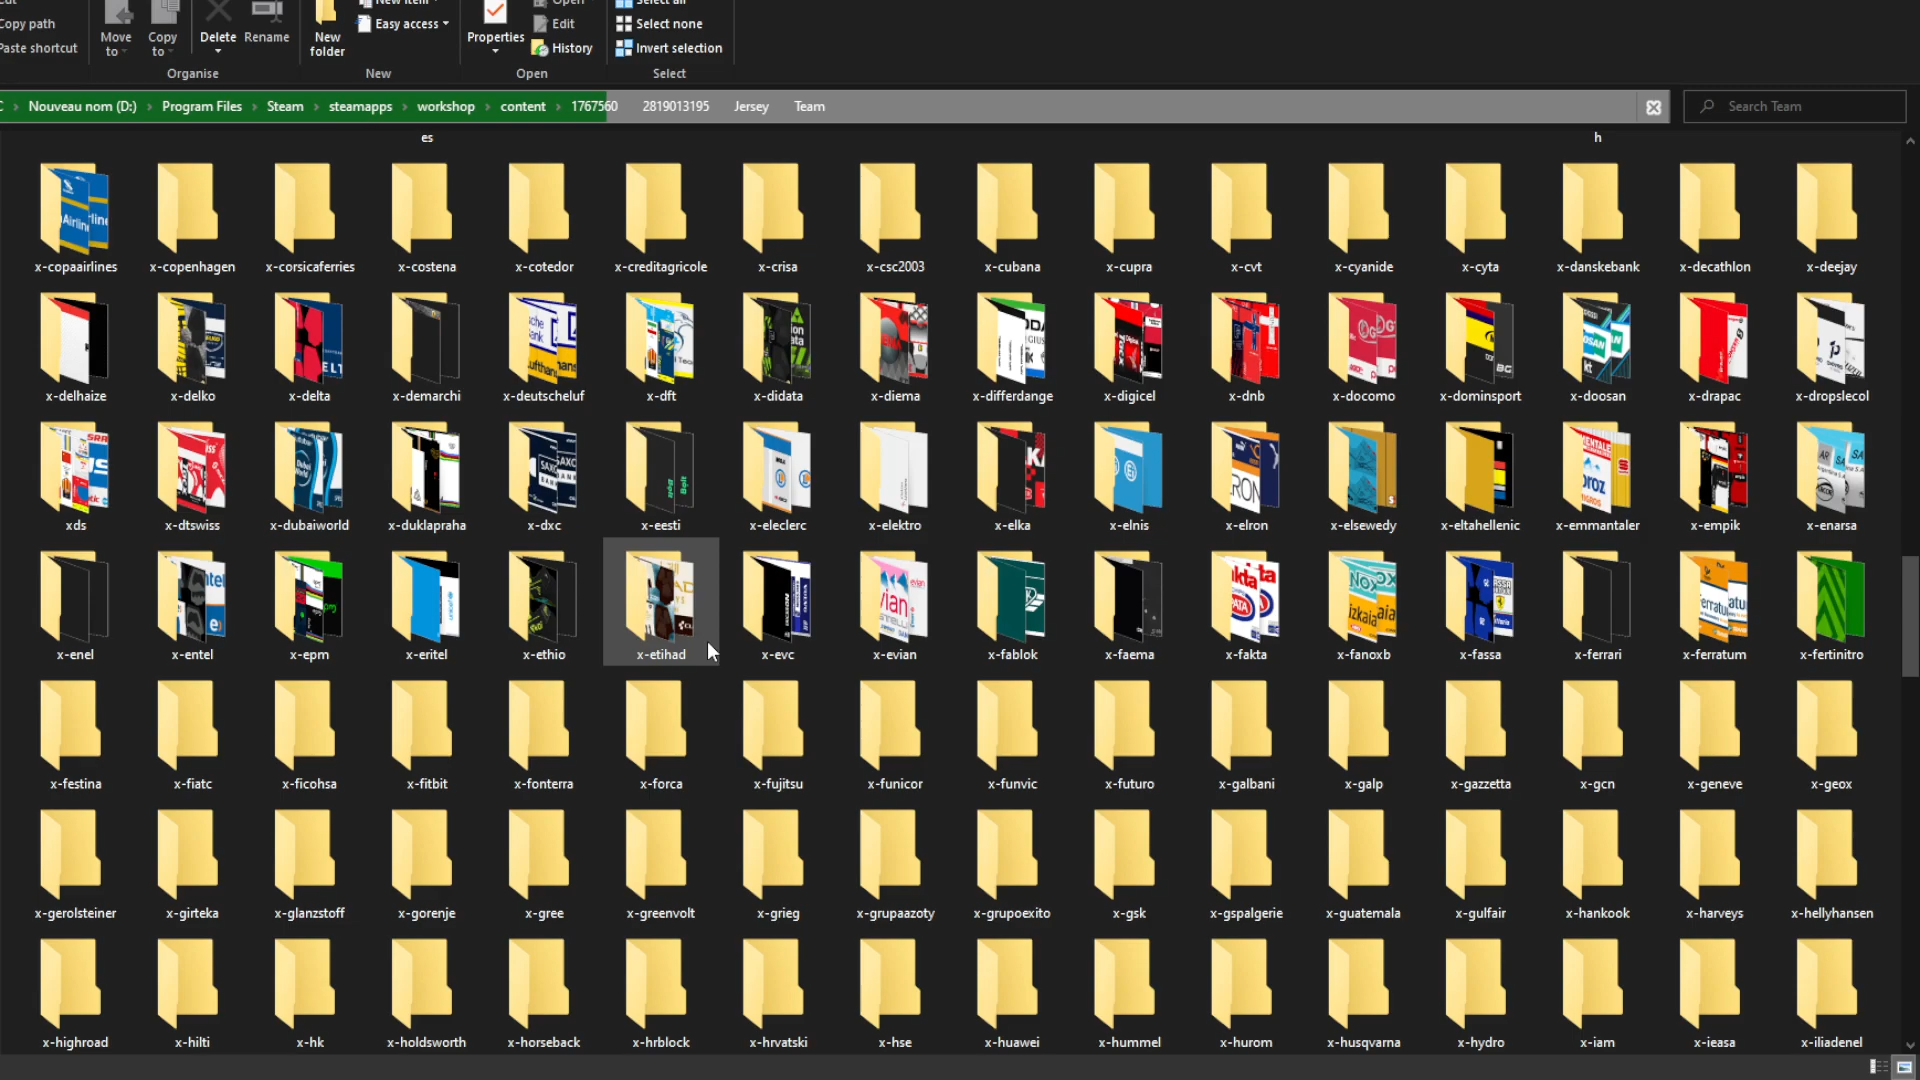 Copy path
Paste shortcut
Move to
Copy to
Delete
Rename
New folder
New item
Easy access
Properties
Open
Edit
History
Select all
Select none
Invert selection
Organise
New
Open
Select
Nouveau nom (D:) > Program Files > Steam > steamapps > workshop > content > 1767560 2819013195 Jersey Team
Search Team
es h
x-copaairlines x-copenhagen x-corsicaferries x-costena x-cotedor x-creditagricole x-crisa x-csc2003 x-cubana x-cupra x-cvt x-cyanide x-cyta x-danskebank x-decathlon x-deejay
x-delhaize x-delko x-delta x-demarchi x-deutscheluf x-dft x-didata x-diema x-differdange x-digicel x-dnb x-docomo x-dominsport x-doosan x-drapac x-dropslecol
xds x-dtswiss x-dubaiworld x-duklapraha x-dxc x-eesti x-eleclerc x-elektro x-elka x-elnis x-elron x-elsewedy x-eltahellenic x-emmantaler x-empik x-enarsa
x-enel x-entel x-epm x-eritel x-ethio x-etihad x-evc x-evian x-fablok x-faema x-fakta x-fanoxb x-fassa x-ferrari x-ferratum x-fertinitro
x-festina x-fiatc x-ficohsa x-fitbit x-fonterra x-forca x-fujitsu x-funicor x-funvic x-futuro x-galbani x-galp x-gazzetta x-gcn x-geneve x-geox
x-gerolsteiner x-girteka x-glanzstoff x-gorenje x-gree x-greenvolt x-grieg x-grupaazoty x-grupoexito x-gsk x-gspalgerie x-guatemala x-gulfair x-hankook x-harveys x-hellyhansen
x-highroad x-hilti x-hk x-holdsworth x-horseback x-hrblock x-hrvatski x-hse x-huawei x-hummel x-hurom x-husqvarna x-hydro x-iam x-ieasa x-iliadenel